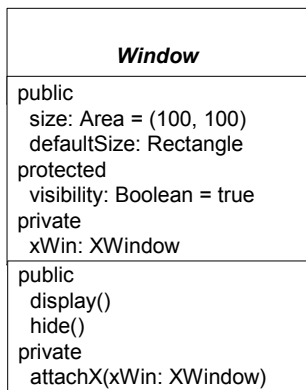 Window
public
size: Area = (100, 100)
defaultSize: Rectangle
protected
visibility: Boolean = true
private
xWin: XWindow
public
display()
hide()
private
attachX(xWin: XWindow)